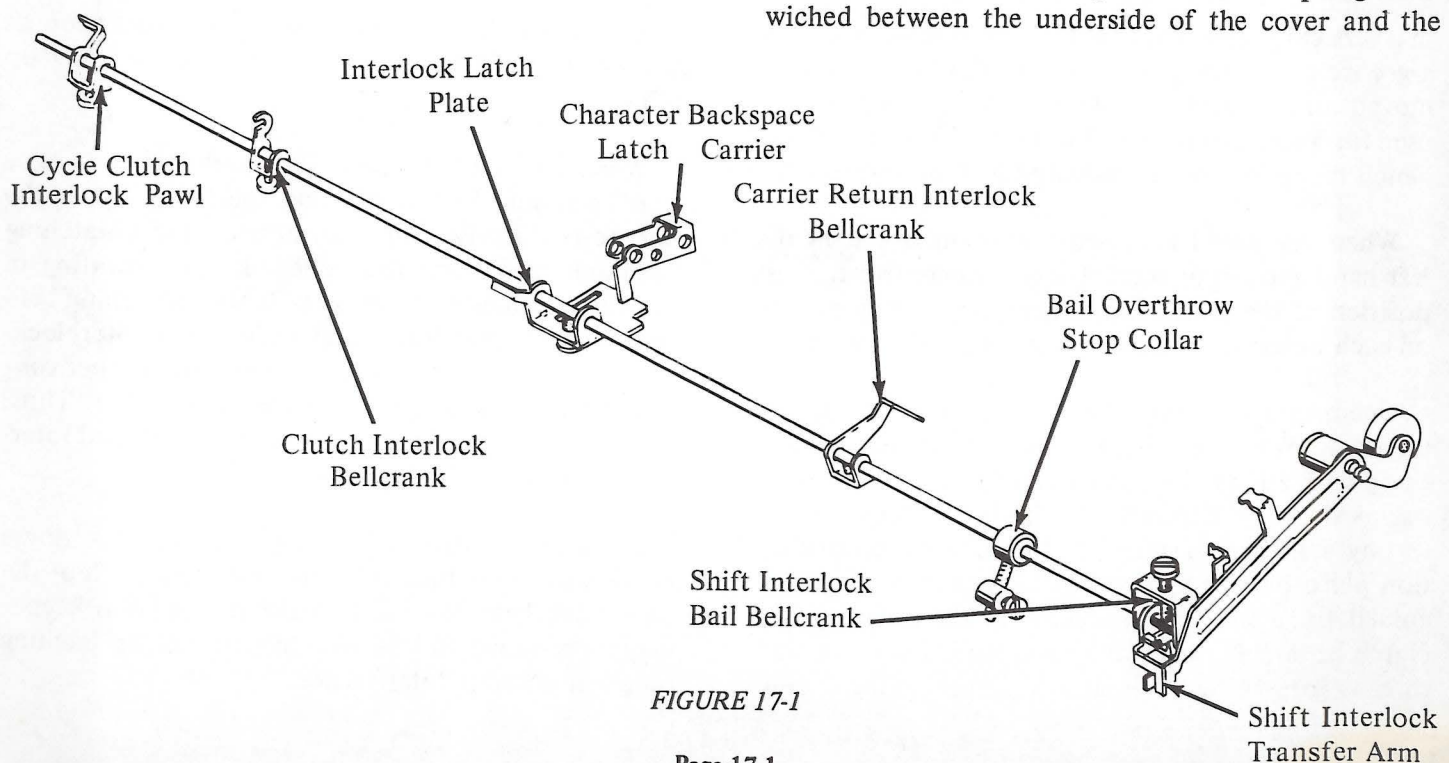 wiched between the underside of the cover and the
Interlock Latch
Plate
Character Backspace
Latch Carrier
Cycle Clutch
Interlock Pawl
Carrier Return Interlock
Bellcrank
Bail Overthrow
Stop Collar
Clutch Interlock
Bellcrank
Shift Interlock
Bail Bellcrank
FIGURE 17-1
Shift Interlock
Transfer Arm
Page 17-1